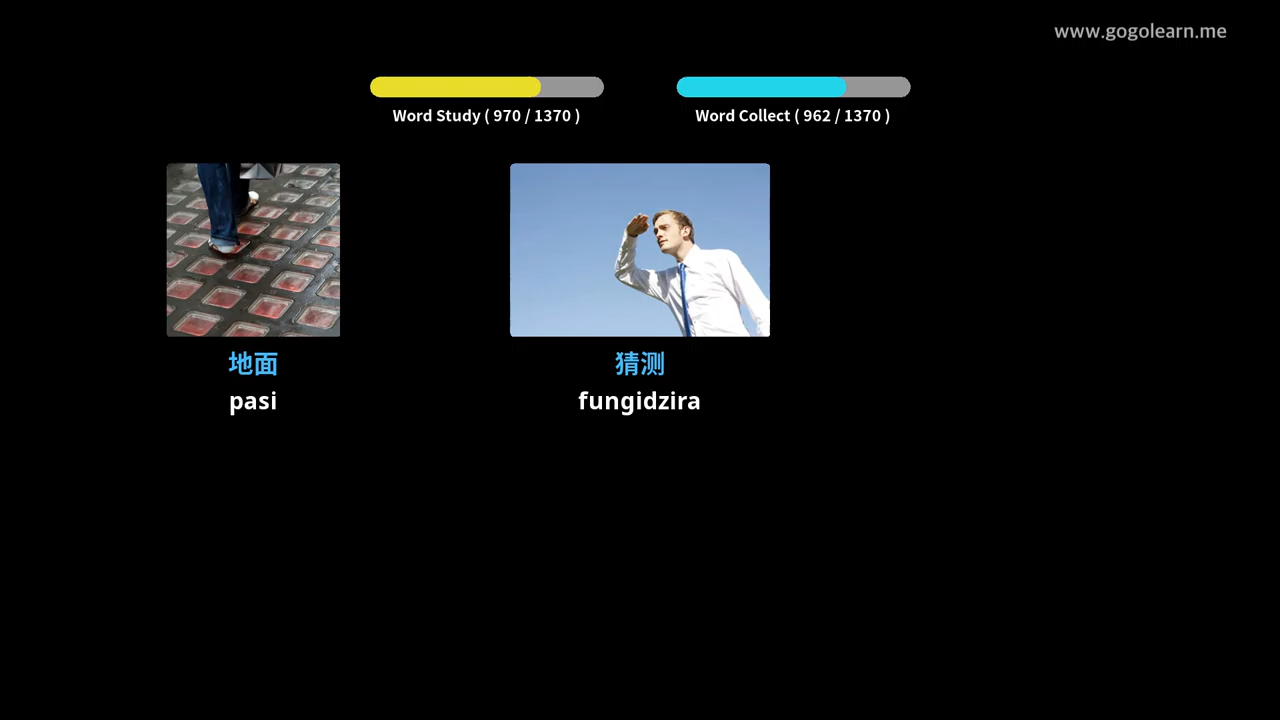 www.gogolearn.me
Word Study ( 970 / 1370 )
Word Collect ( 962 / 1370 )
地面
pasi
猜测
fungidzira